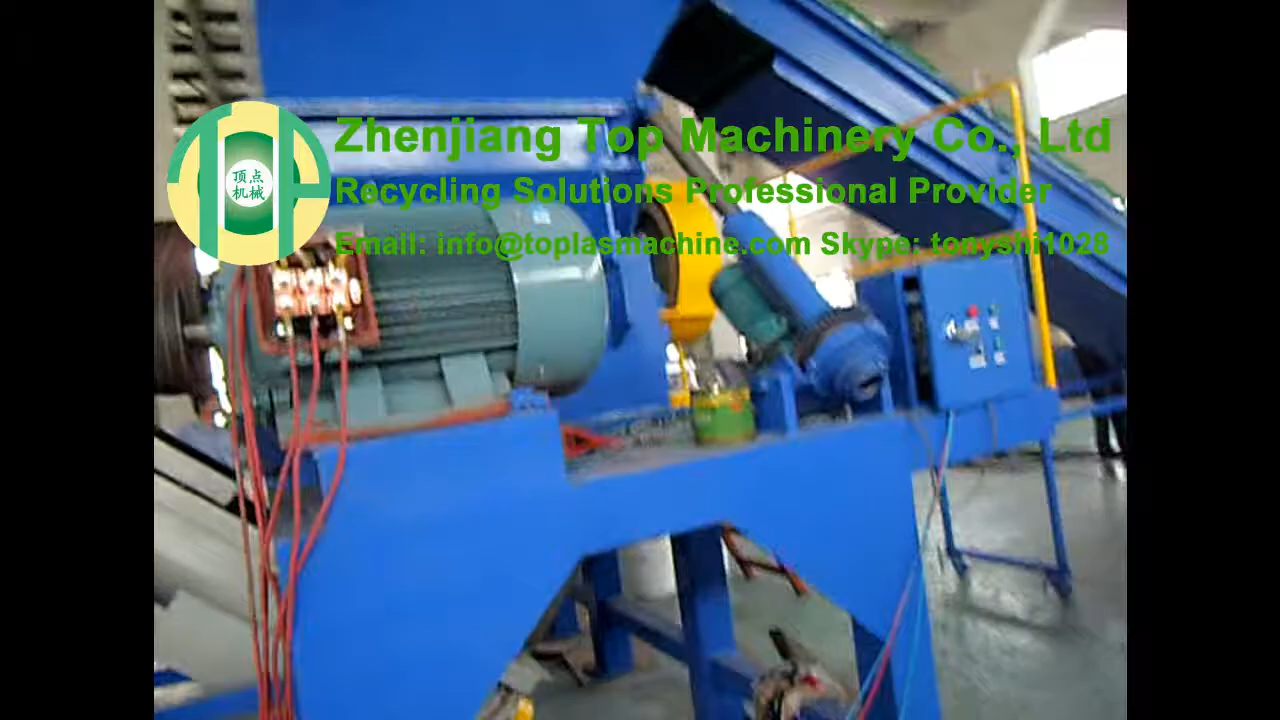 Zhenjiang Top Machinery Co., Ltd
Recycling Solutions Professional Provider
Email: info@toplasmachine.com Skype: tonyshi1028
TOP
顶点
机械